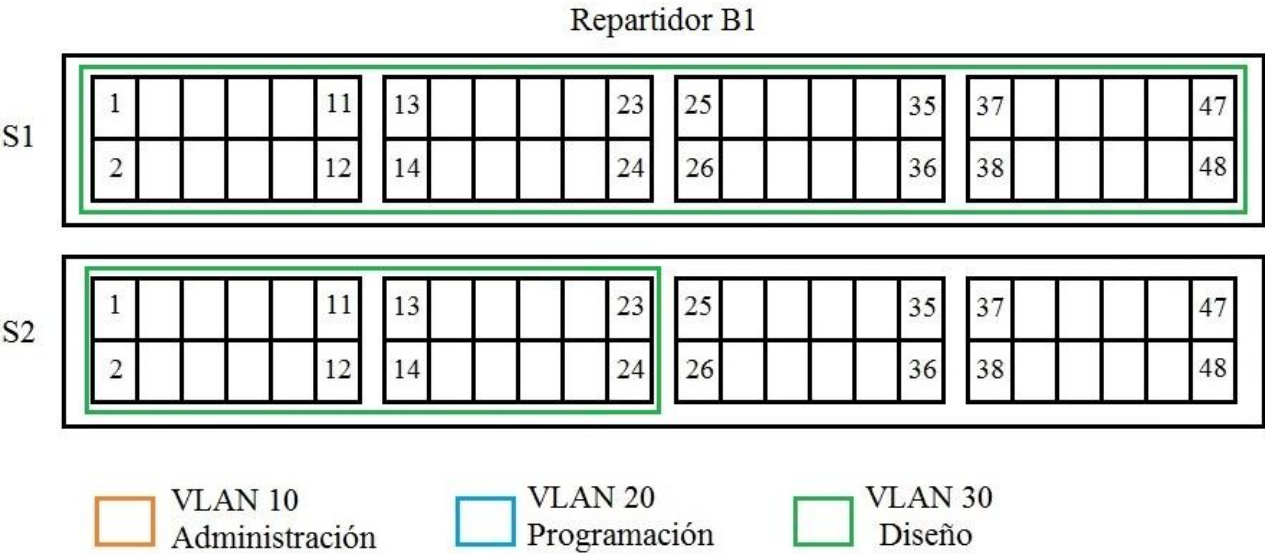 Repartidor B1
S1
1 11 13 23 25 35 37 47
2 12 14 24 26 36 38 48
S2
1 11 13 23 25 35 37 47
2 12 14 24 26 36 38 48
VLAN 10
Administración
VLAN 20
Programación
VLAN 30
Diseño